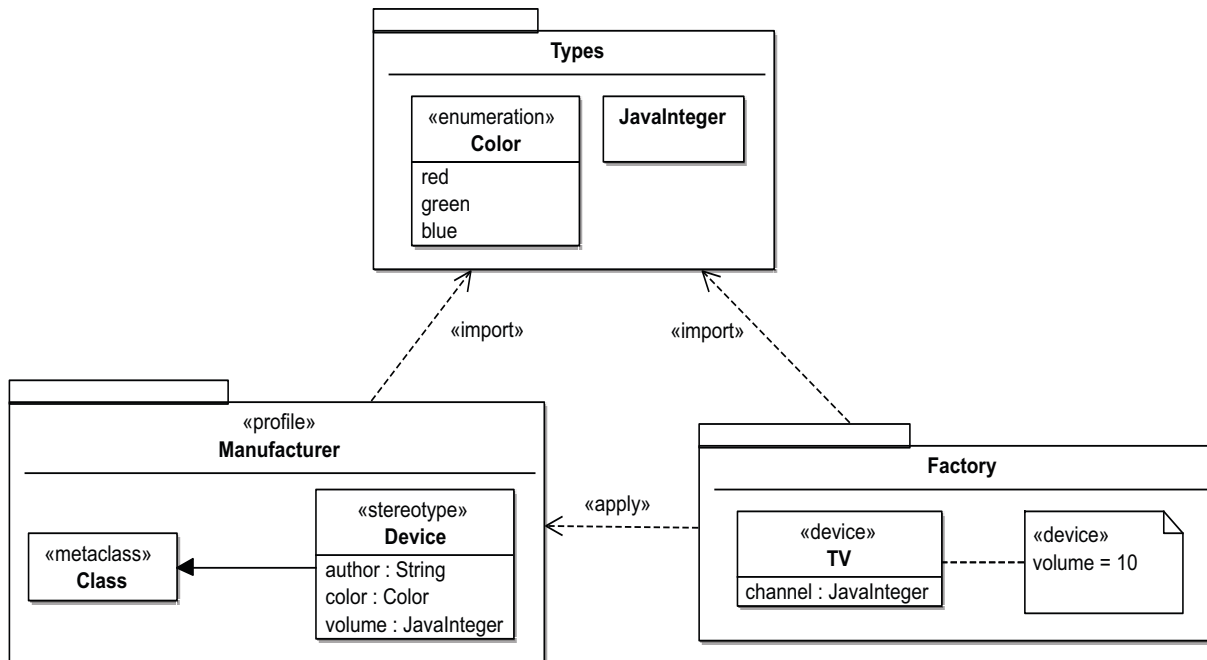 Types
«enumeration»
Color
red
green
blue
JavaInteger
«import»
«import»
«profile»
Manufacturer
«metaclass»
Class
«stereotype»
Device
author : String
color : Color
volume : JavaInteger
«apply»
Factory
«device»
TV
channel : JavaInteger
«device»
volume = 10